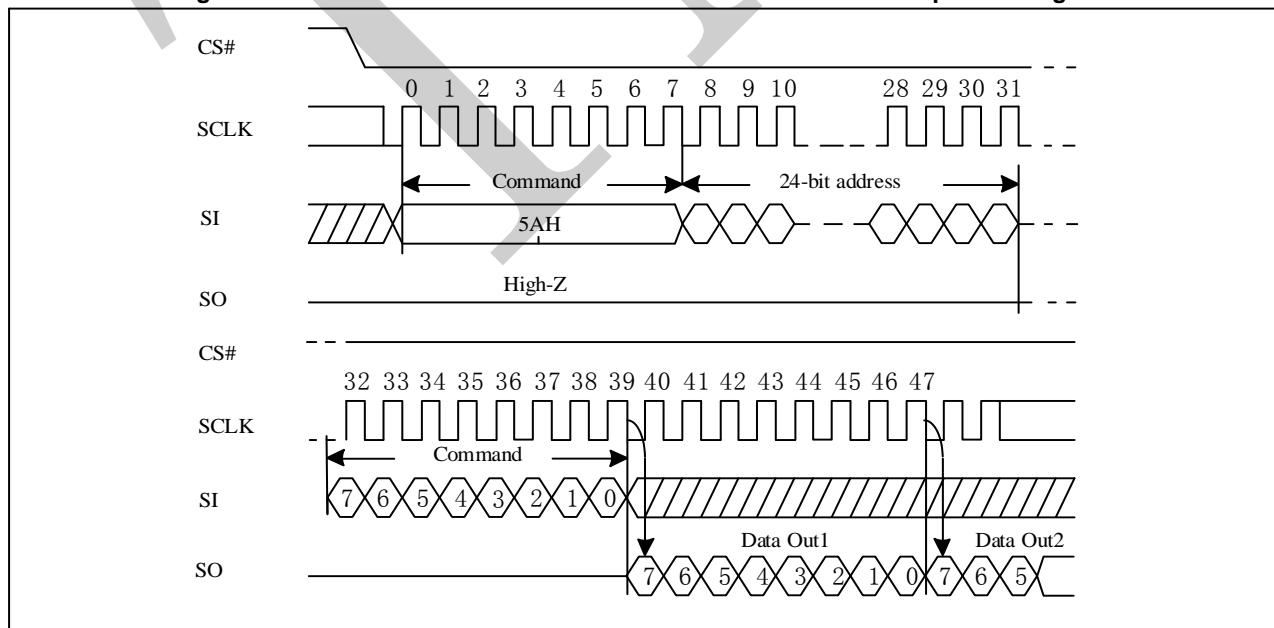 CS#
0 1 2 3 4 5 6 7 8 9 10 28 29 30 31
SCLK
Command 24-bit address
SI
5AH
High-Z
SO
CS#
32 33 34 35 36 37 38 39 40 41 42 43 44 45 46 47
SCLK
Command
SI
7 6 5 4 3 2 1 0
Data Out1 Data Out2
SO
7 6 5 4 3 2 1 0 7 6 5